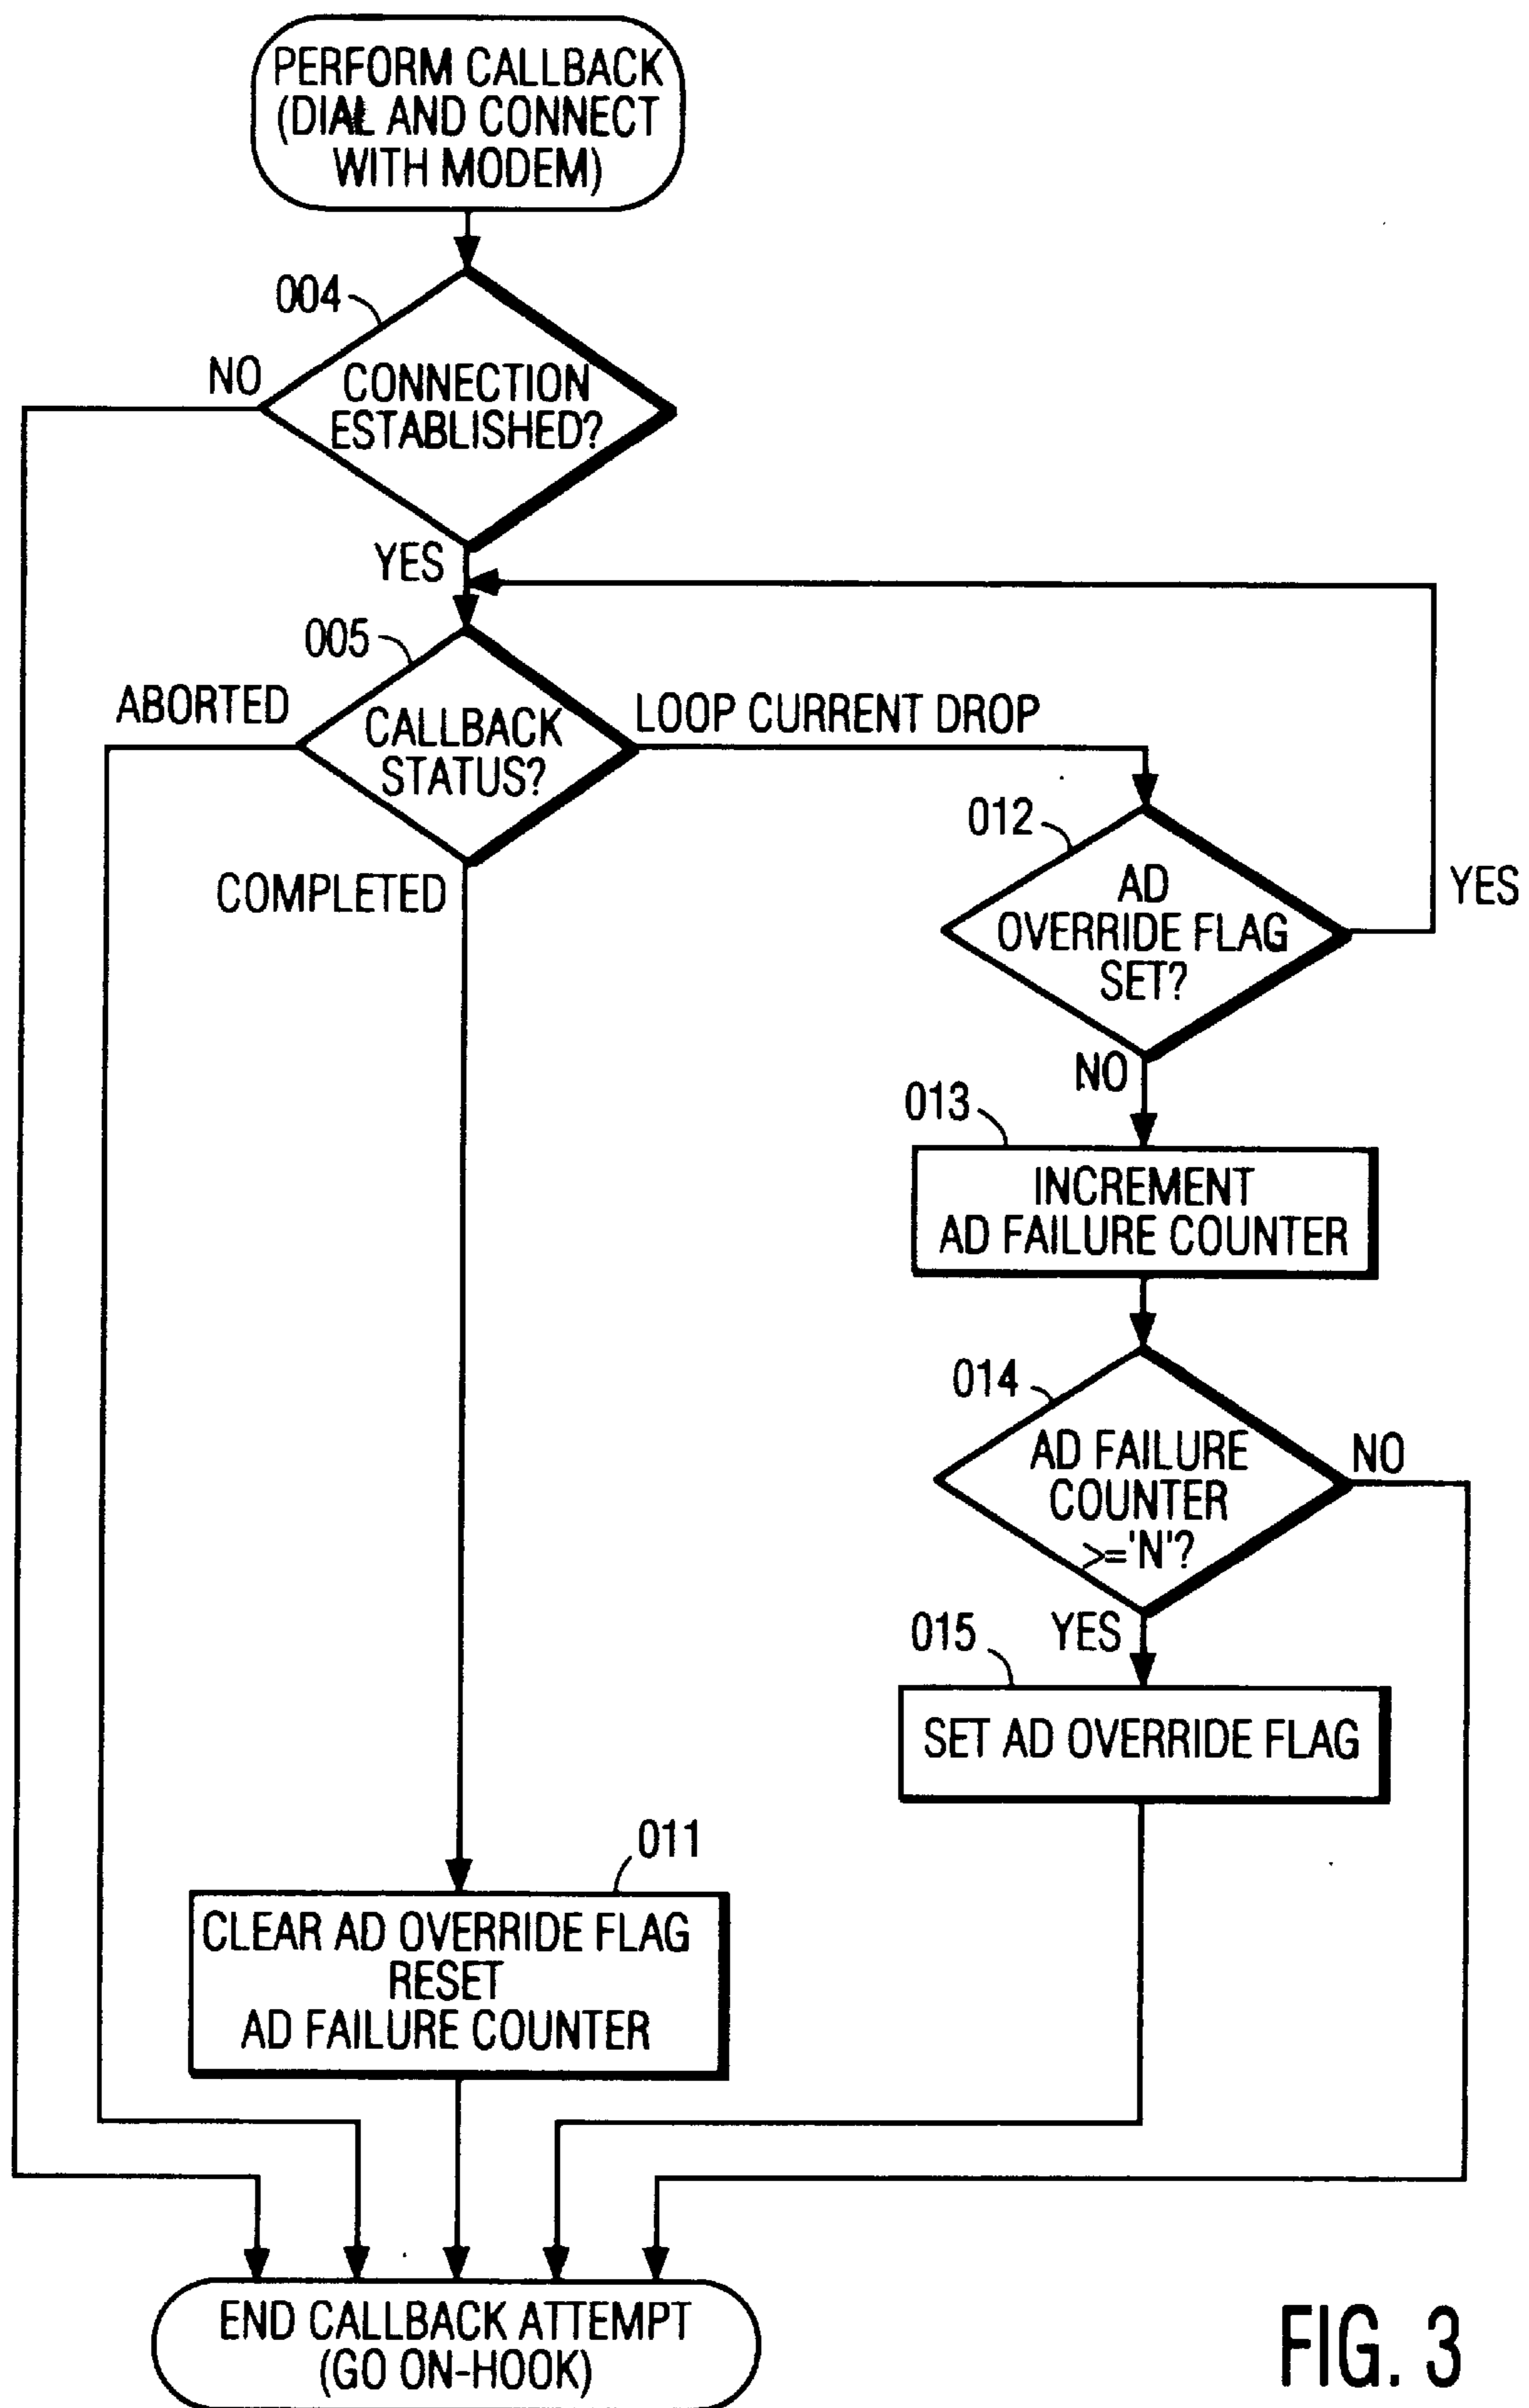 PERFORM CALLBACK
(DIAL AND CONNECT
WITH MODEM)
004
NO
CONNECTION
ESTABLISHED?
YES
005
ABORTED
CALLBACK
STATUS?
LOOP CURRENT DROP
COMPLETED
012
AD
OVERRIDE FLAG
SET?
YES
NO
013
INCREMENT
AD FAILURE COUNTER
014
AD FAILURE
COUNTER
>='N'?
NO
YES
015
SET AD OVERRIDE FLAG
011
CLEAR AD OVERRIDE FLAG
RESET
AD FAILURE COUNTER
END CALLBACK ATTEMPT
(GO ON-HOOK)
FIG. 3